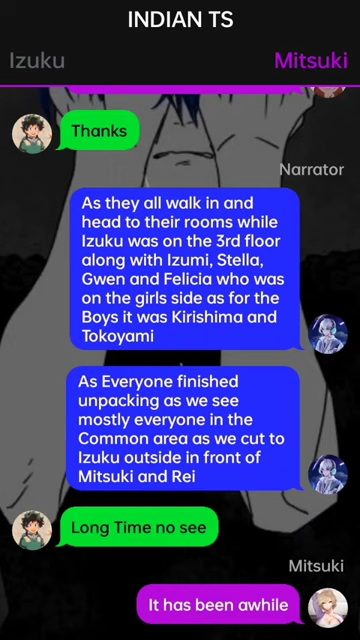 INDIAN TS
Izuku
Mitsuki
Thanks
Narrator
As they all walk in and
head to their rooms while
Izuku was on the 3rd floor
along with Izumi, Stella,
Gwen and Felicia who was
on the girls side as for the
Boys it was Kirishima and
Tokoyami
As Everyone finished
unpacking as we see
mostly everyone in the
Common area as we cut to
Izuku outside in front of
Mitsuki and Rei
Long Time no see
Mitsuki
It has been awhile